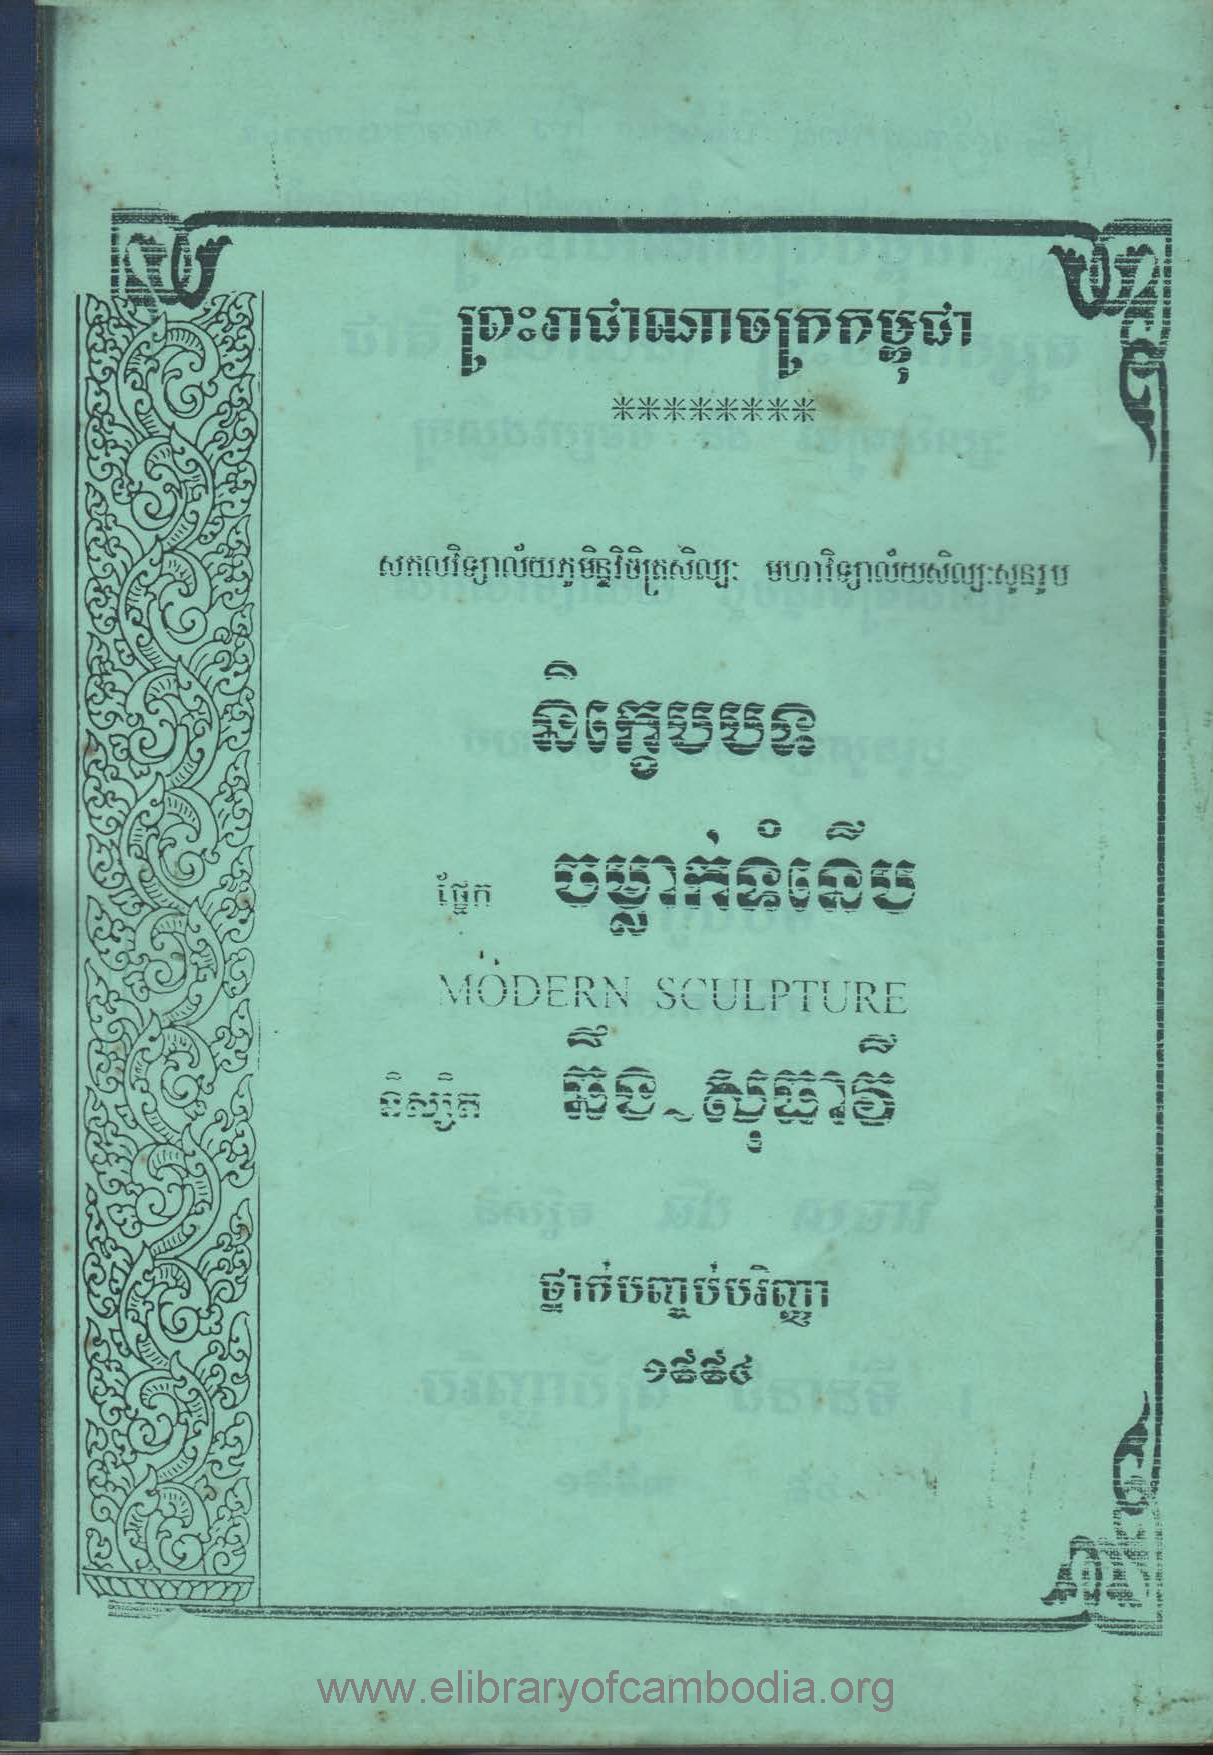 ព្រះរាជាណាចក្រកម្ពុជា
********
សកលវិទ្យាល័យភូមិន្ទវិចិត្រសិល្បៈ មហាវិទ្យាល័យសិល្បៈសូនរូប
និក្ខេបបទ
ផ្នែក ចម្លាក់ទំនើប
MODERN SCULPTURE
និស្សិត ឆឹង សុធារី
ថ្នាក់បញ្ចប់បរិញ្ញា
១៩៩៤
www.elibraryofcambodia.org